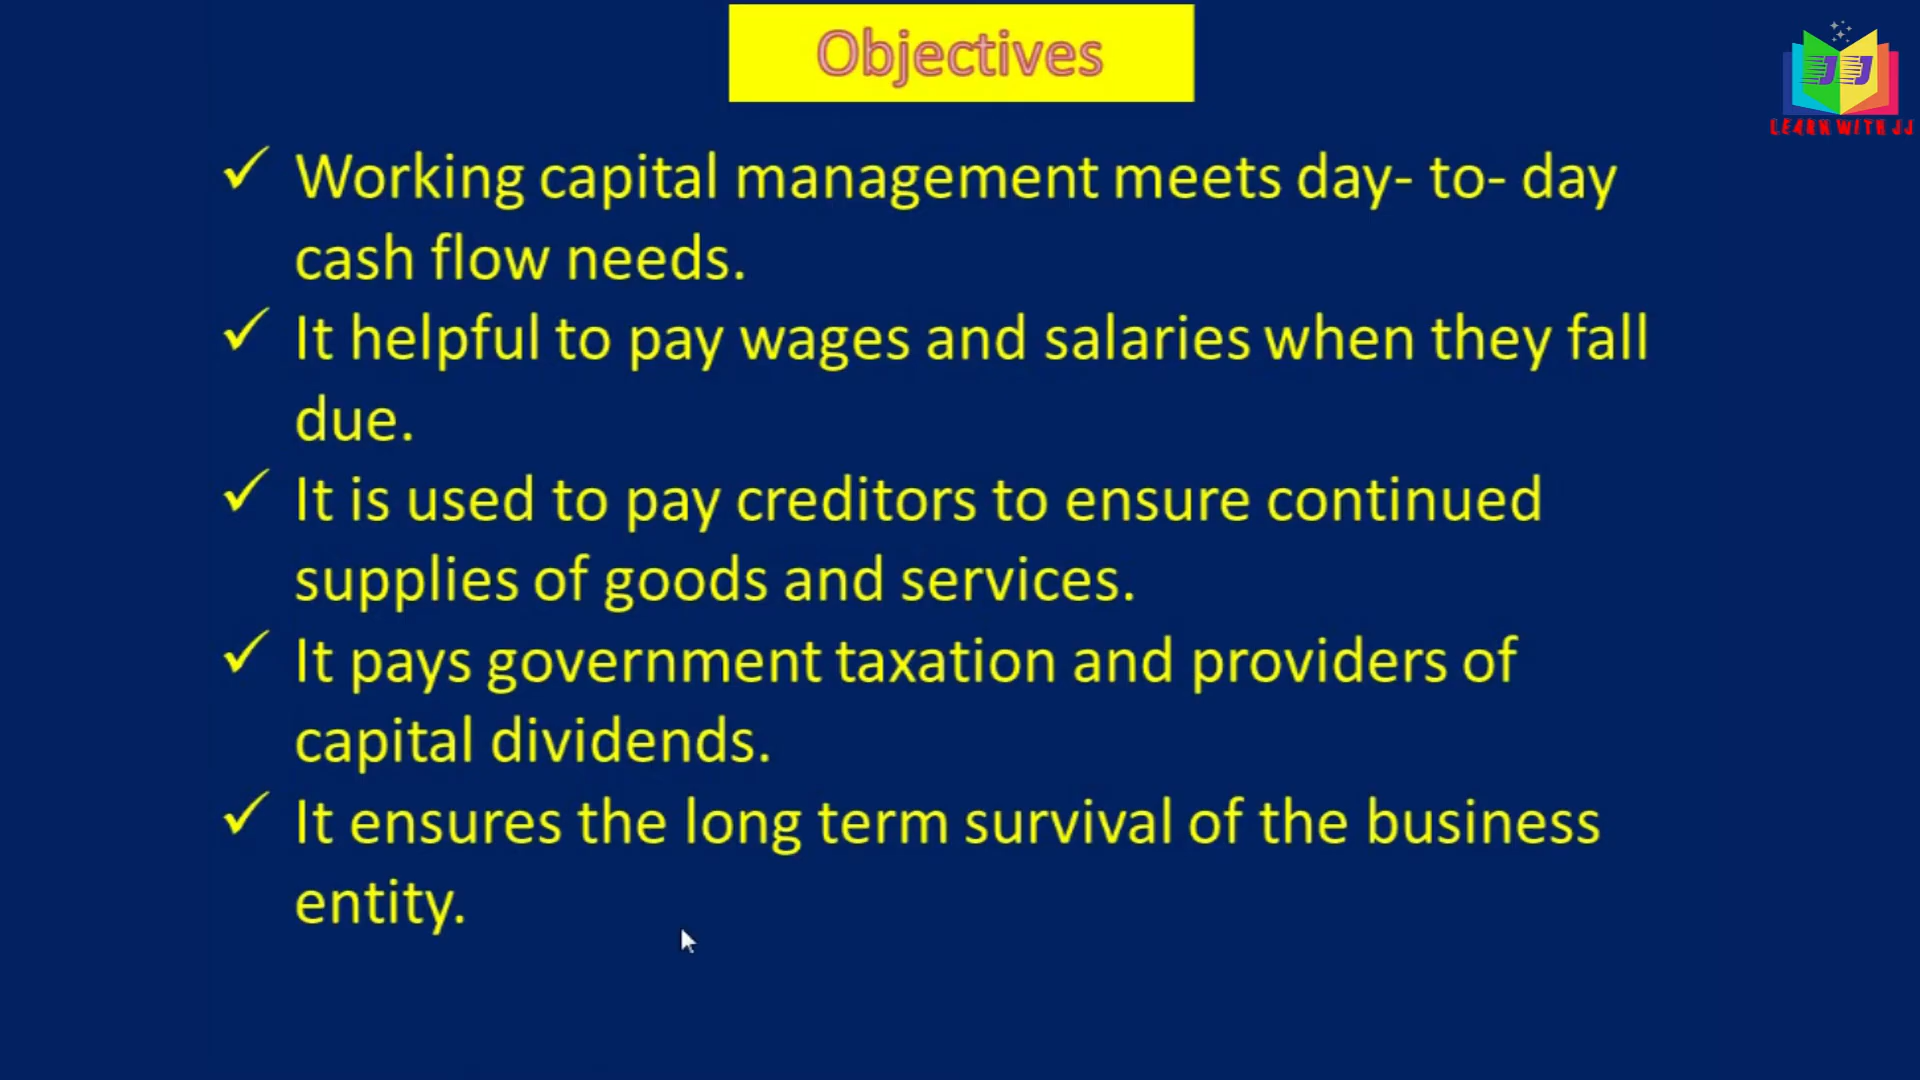 Objectives
JJ
LEARN WITH JJ
✓ Working capital management meets day- to- day
cash flow needs.
✓ It helpful to pay wages and salaries when they fall
due.
✓ It is used to pay creditors to ensure continued
supplies of goods and services.
✓ It pays government taxation and providers of
capital dividends.
✓ It ensures the long term survival of the business
entity.